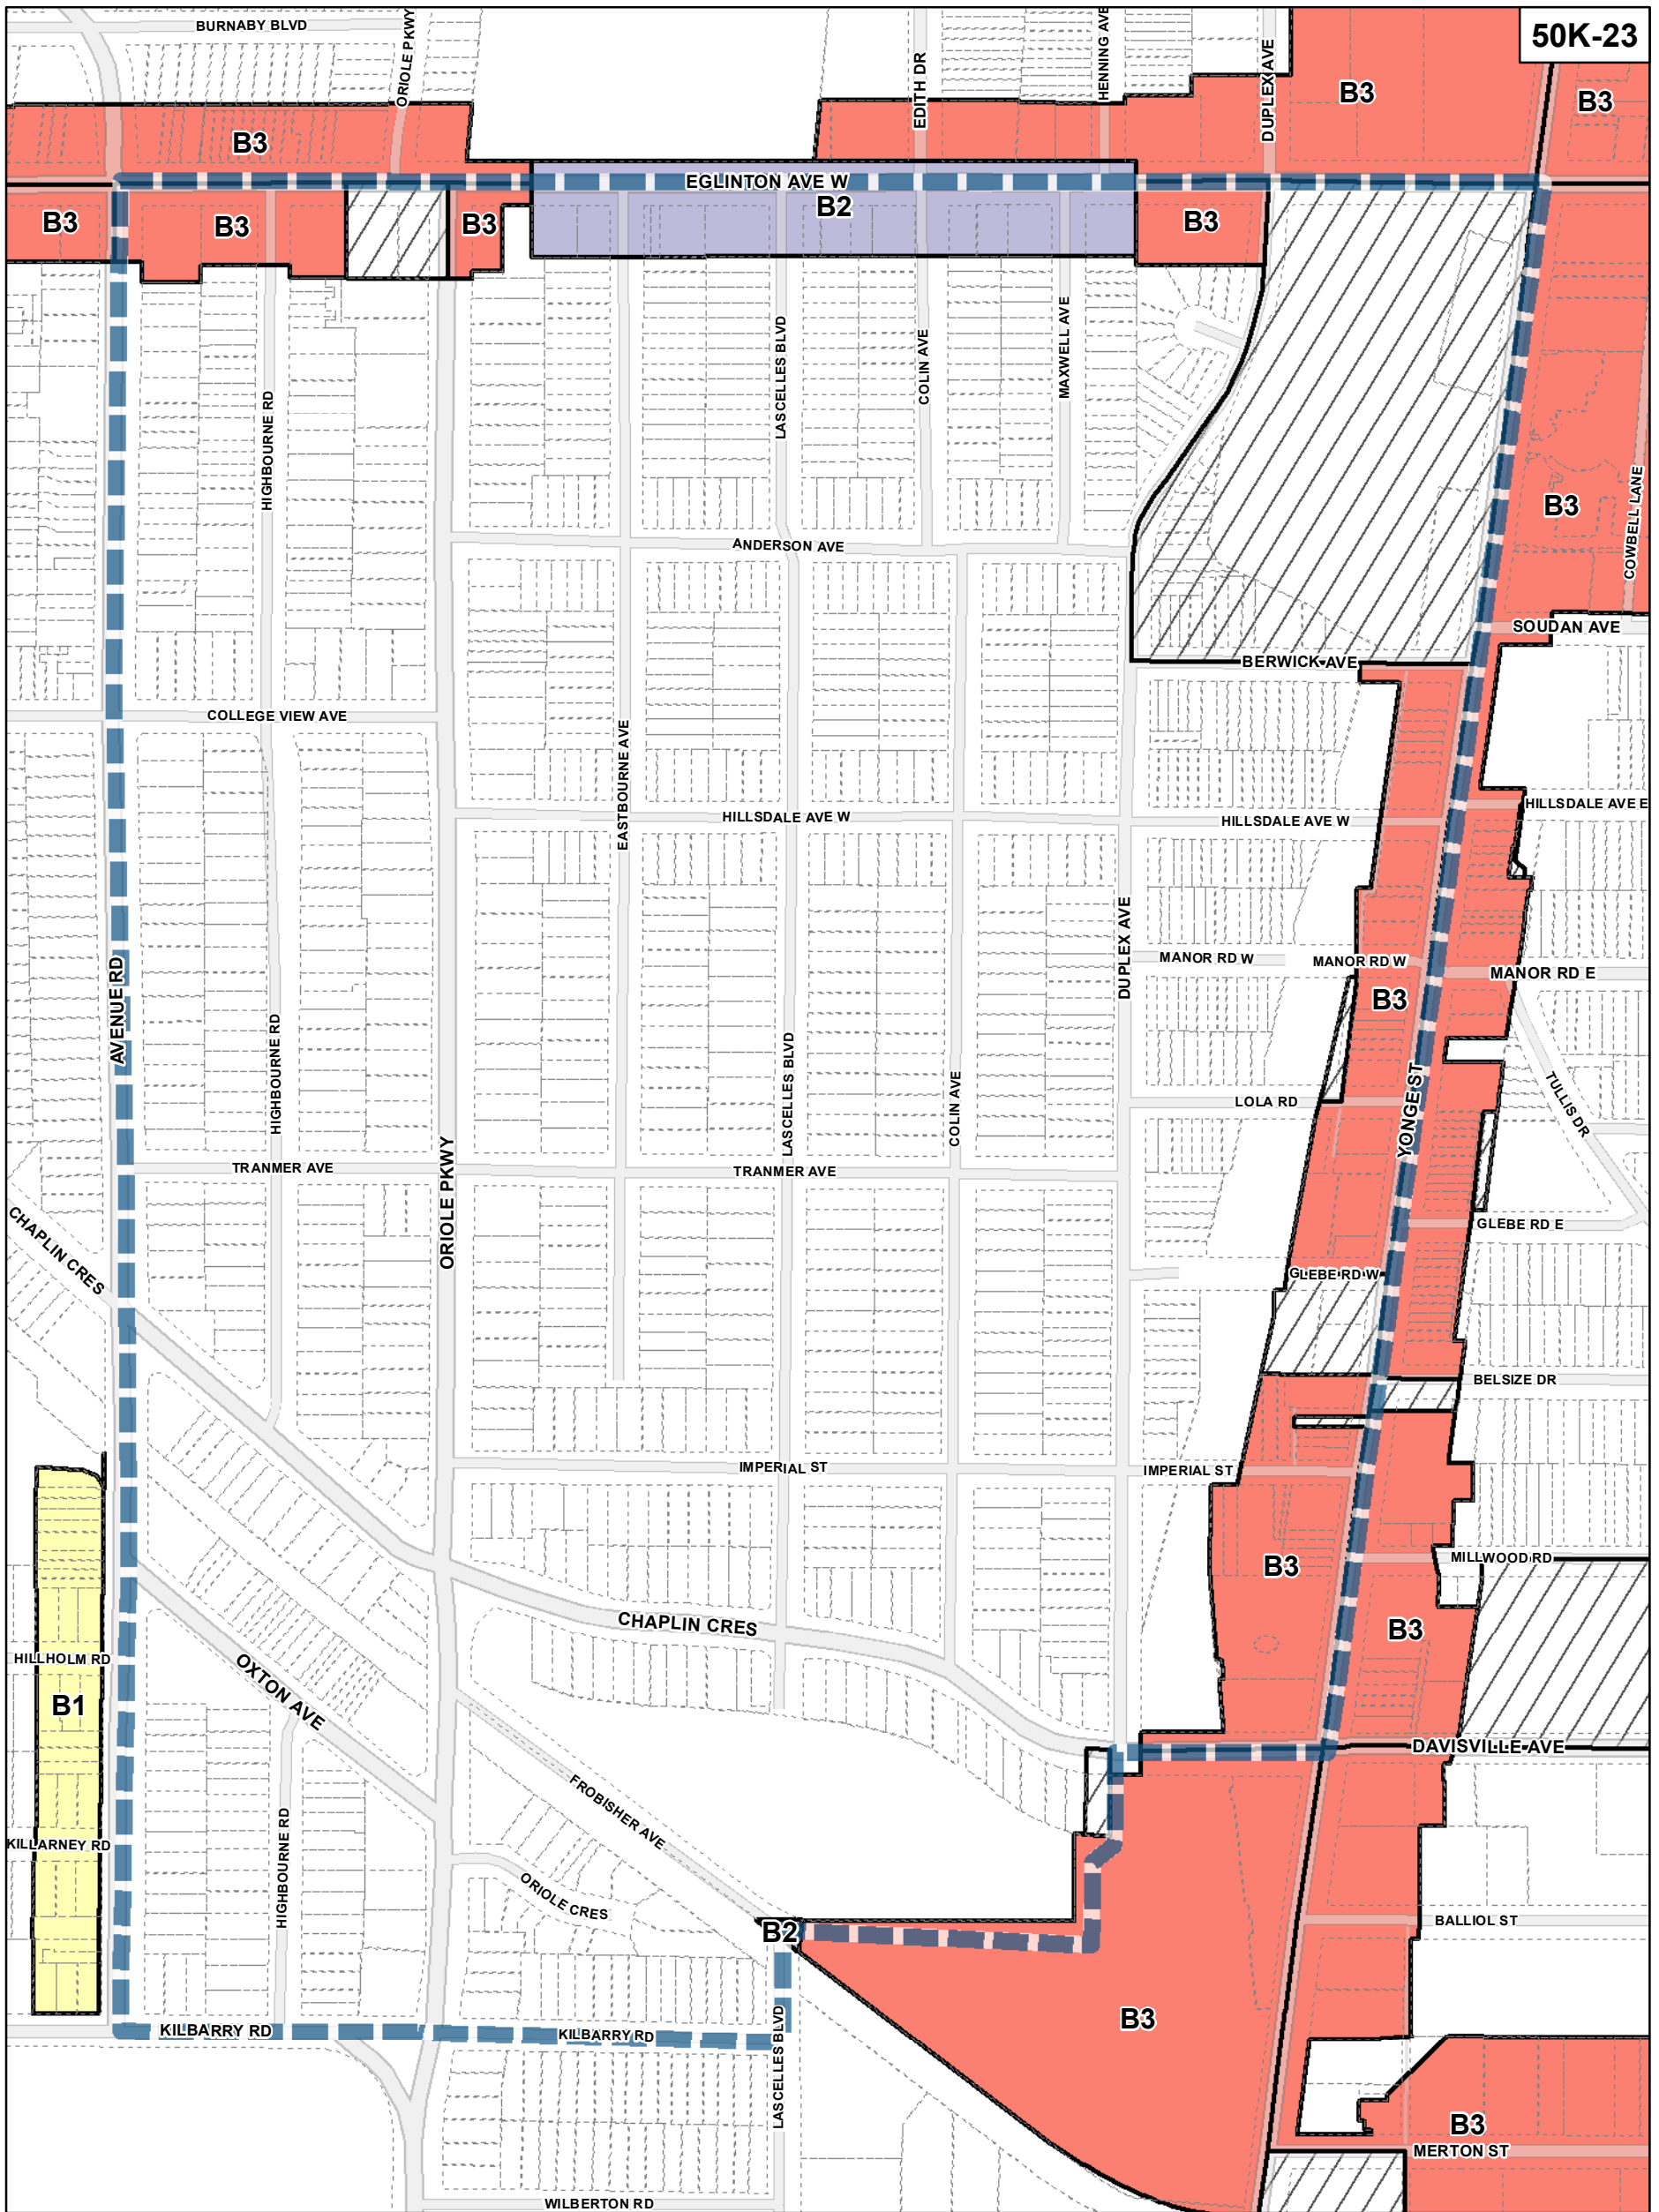 BURNABY BLVD
ORIOLE PKWY
EDITH DR
HENNING AVE
DUPLEX AVE
50K-23
B3
B3
B3
EGLINTON AVE W
B2
B3
B3
B3
B3
HIGHBOURNE RD
LASCELLES BLVD
COLIN AVE
MAXWELL AVE
B3
COWBELL LANE
ANDERSON AVE
SOUDAN AVE
BERWICK AVE
COLLEGE VIEW AVE
EASTBOURNE AVE
HILLSDALE AVE W
HILLSDALE AVE W
HILLSDALE AVE E
AVENUE RD
DUPLEX AVE
MANOR RD W
MANOR RD W
MANOR RD E
B3
HIGHBOURNE RD
LASCELLES BLVD
COLIN AVE
LOLA RD
YONGE ST
TULLIS DR
TRANMER AVE
ORIOLE PKWY
TRANMER AVE
CHAPLIN CRES
GLEBE RD E
GLEBE RD W
BELSIZE DR
IMPERIAL ST
IMPERIAL ST
B3
MILLWOOD RD
CHAPLIN CRES
B3
HILLHOLM RD
OXTON AVE
B1
DAVISVILLE AVE
FROBISHER AVE
KILLARNEY RD
HIGHBOURNE RD
ORIOLE CRES
B2
BALLIOL ST
B3
KILBARRY RD
KILBARRY RD
LASCELLES BLVD
B3
MERTON ST
WILBERTON RD